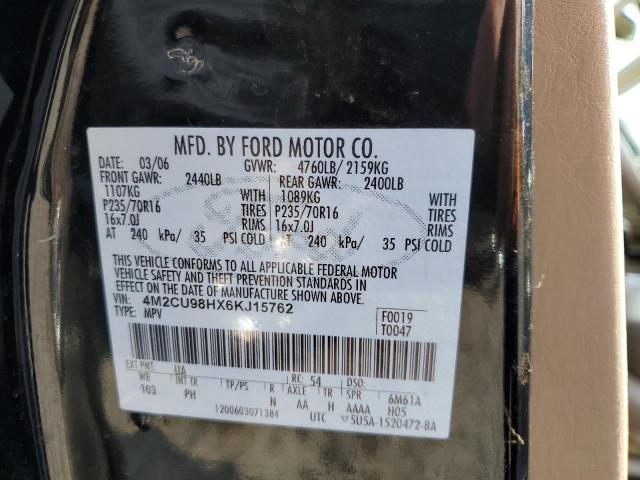 MFD. BY FORD MOTOR CO.
DATE: 03/06 GVWR: 4760LB/ 2159KG
FRONT GAWR: 2440LB REAR GAWR: 2400LB
1107KG WITH 1089KG WITH
P235/70R16 TIRES P235/70R16 TIRES
16x7.0J RIMS 16x7.0J RIMS
AT 240 kPa/ 35 PSI COLD AT 240 kPa/ 35 PSI COLD
THIS VEHICLE CONFORMS TO ALL APPLICABLE FEDERAL MOTOR
VEHICLE SAFETY AND THEFT PREVENTION STANDARDS IN
EFFECT ON THE DATE OF MANUFACTURE SHOWN ABOVE.
VIN: 4M2CU98HX6KJ15762 F0019
TYPE: MPV T0047
EXT PNT: UA RC: 54 DSO:
WB INT TR TP/PS R AXLE TR SPR 6M61A
103 PH N AA H AAAA H05
1200603071384 UTC 5U5A-1520472-BA